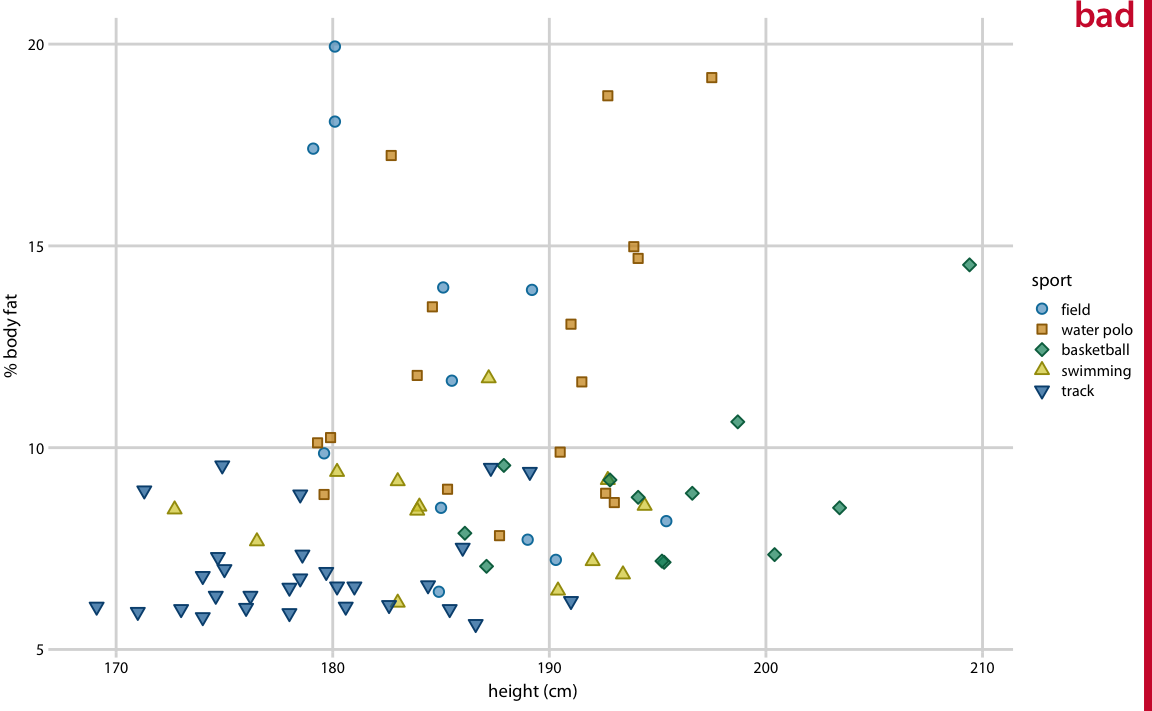 bad
% body fat
20
15
10
5
170 180 190 200 210
height (cm)
sport
field
water polo
basketball
swimming
track